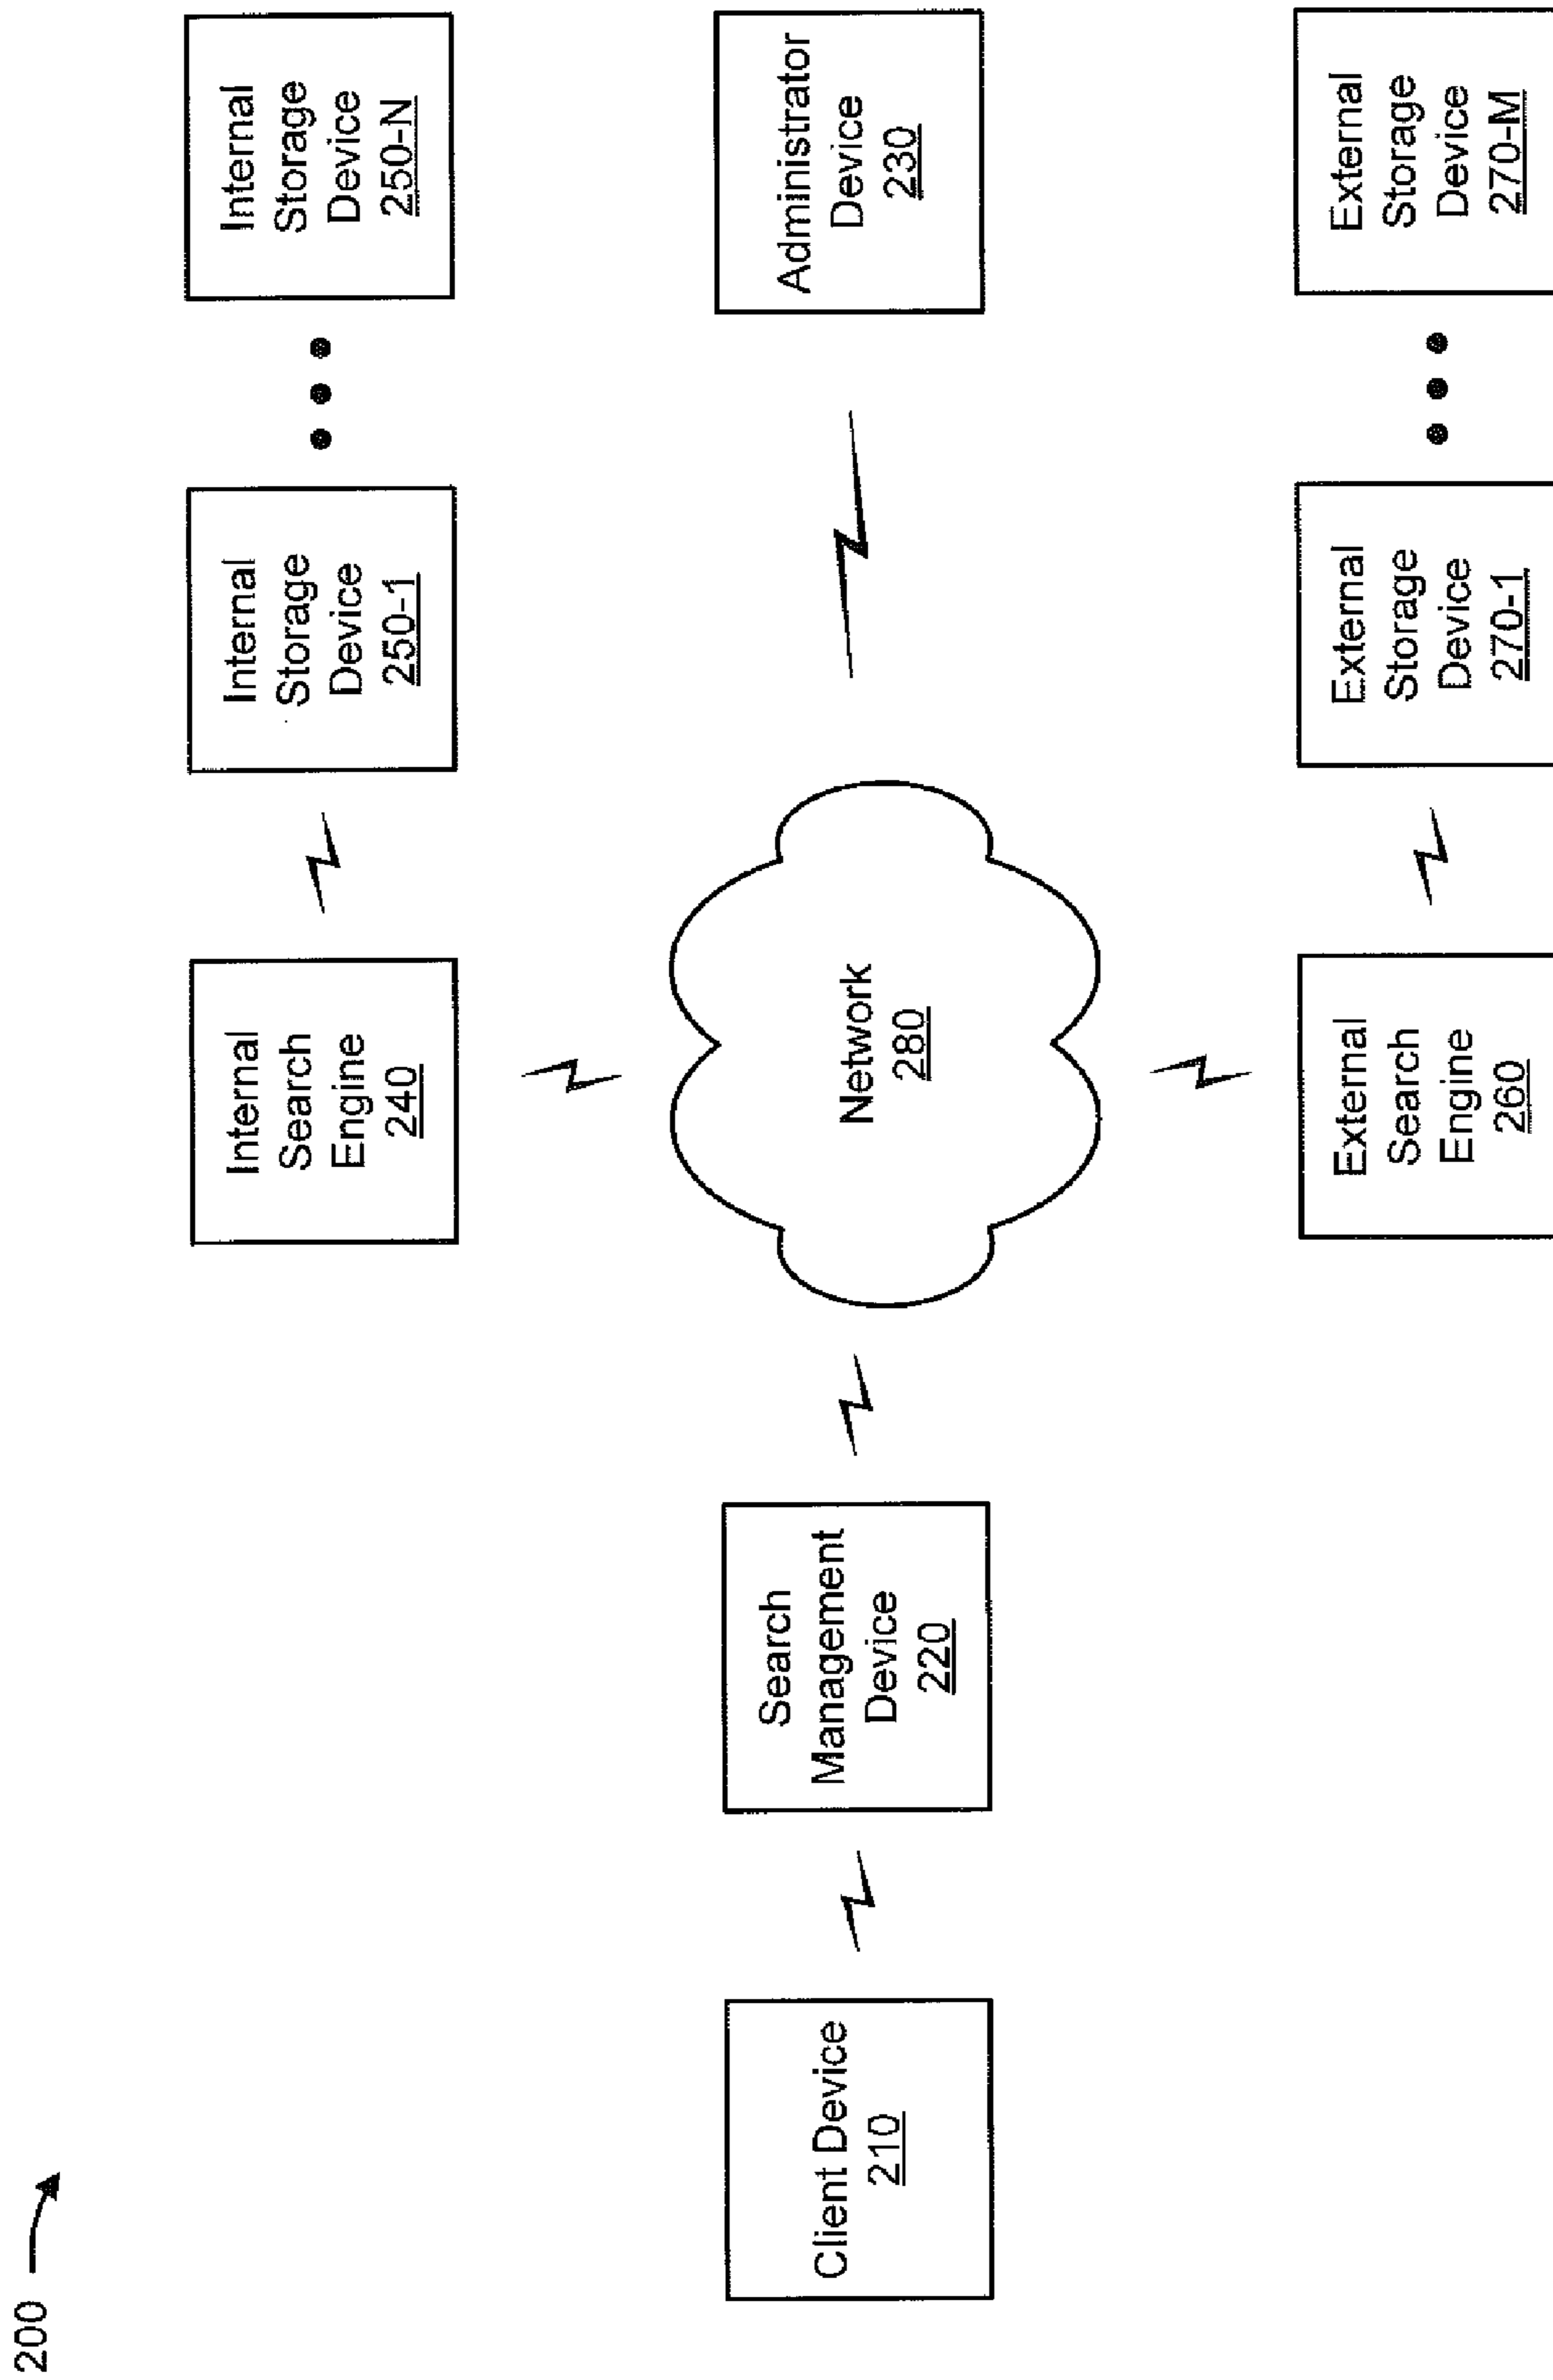 200
Internal
Search
Engine
240
Internal
Storage
Device
250-1
Internal
Storage
Device
250-N
Client Device
210
Search
Management
Device
220
Network
280
Administrator
Device
230
External
Search
Engine
260
External
Storage
Device
270-1
External
Storage
Device
270-M